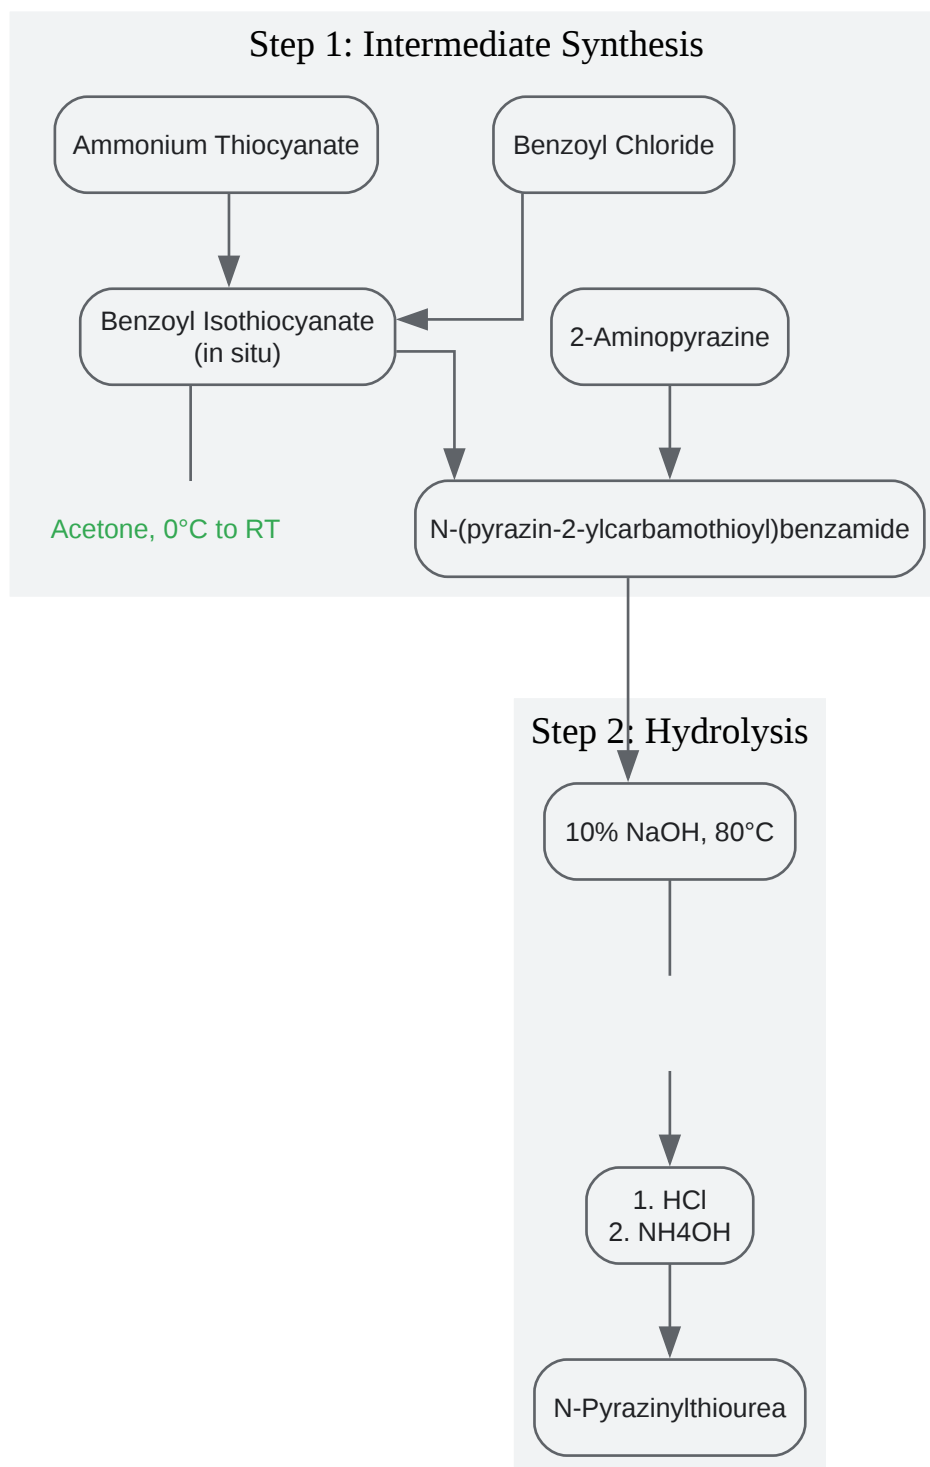 Step 1: Intermediate Synthesis
Ammonium Thiocyanate
Benzoyl Chloride
Benzoyl Isothiocyanate
(in situ)
2-Aminopyrazine
Acetone, 0°C to RT
N-(pyrazin-2-ylcarbamothioyl)benzamide
Step 2: Hydrolysis
10% NaOH, 80°C
1. HCl
2. NH4OH
N-Pyrazinylthiourea